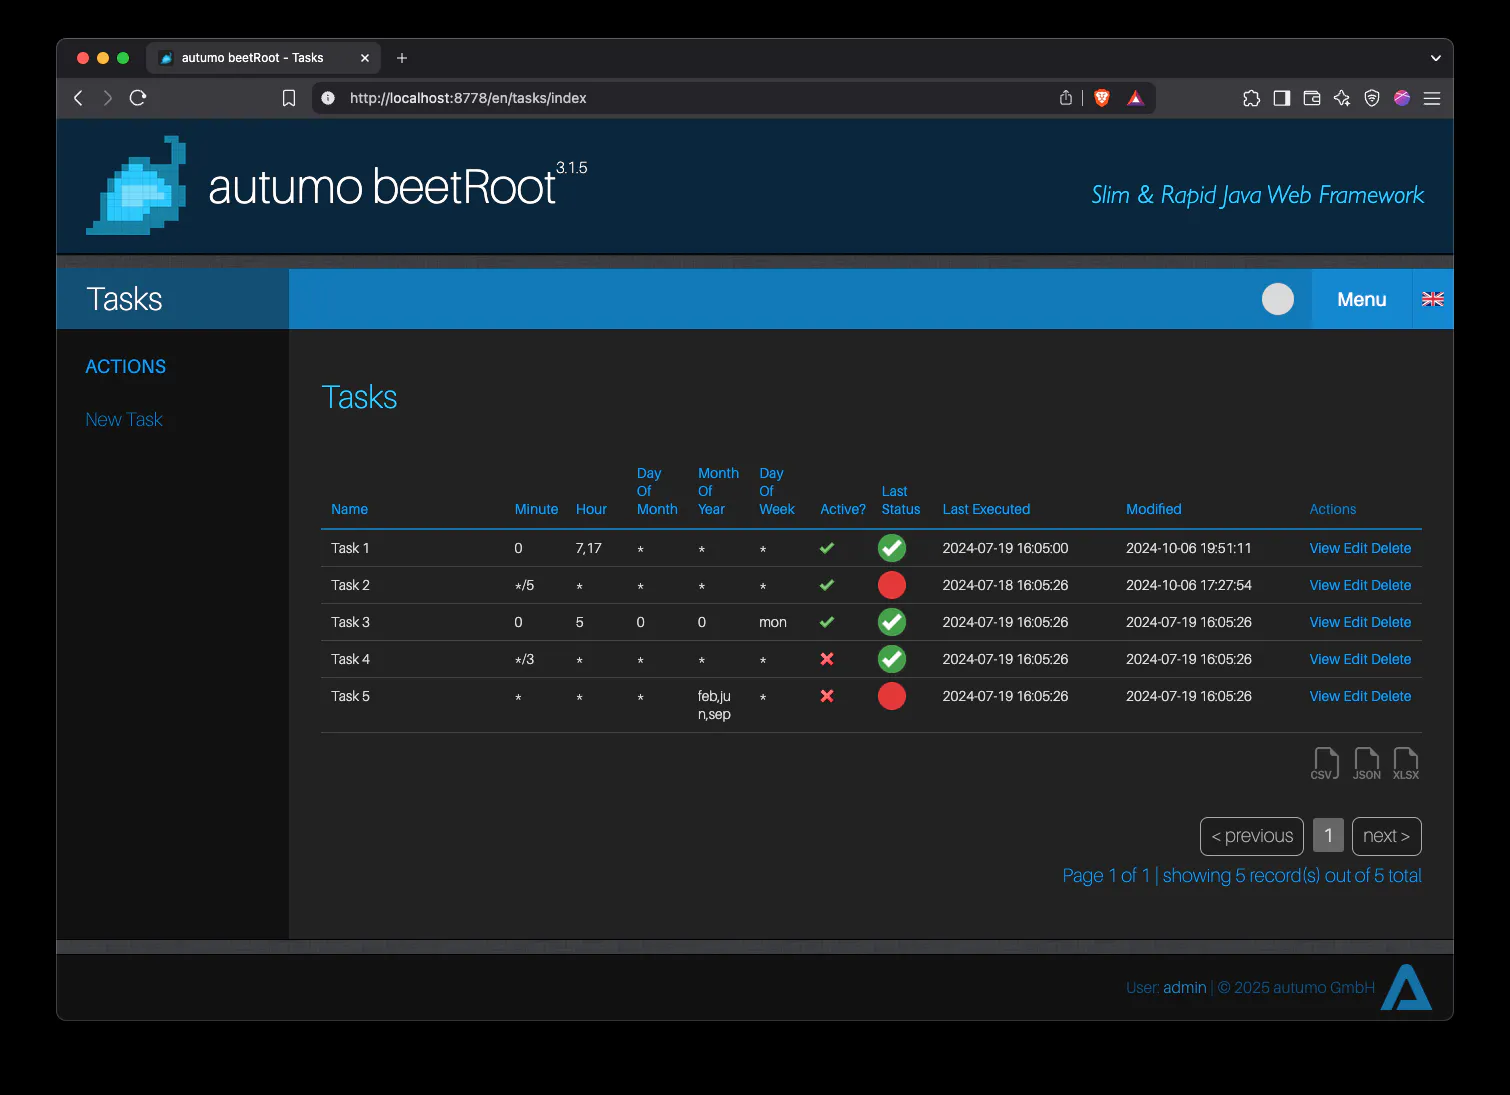 autumo beetRoot - Tasks
http://localhost:8778/en/tasks/index
autumo beetRoot 3.1.5
Slim & Rapid Java Web Framework
Tasks
Menu
ACTIONS
New Task
Tasks
Name Minute Hour Day Of Month Month Of Year Day Of Week Active? Last Status Last Executed Modified Actions
Task 1 0 7,17 * * * 2024-07-19 16:05:00 2024-10-06 19:51:11 View Edit Delete
Task 2 */5 * * * * 2024-07-18 16:05:26 2024-10-06 17:27:54 View Edit Delete
Task 3 0 5 0 0 mon 2024-07-19 16:05:26 2024-07-19 16:05:26 View Edit Delete
Task 4 */3 * * * * 2024-07-19 16:05:26 2024-07-19 16:05:26 View Edit Delete
Task 5 * * * feb,ju * 2024-07-19 16:05:26 2024-07-19 16:05:26 View Edit Delete
n,sep
CSV JSON XLSX
< previous 1 next >
Page 1 of 1 | showing 5 record(s) out of 5 total
User: admin | © 2025 autumo GmbH